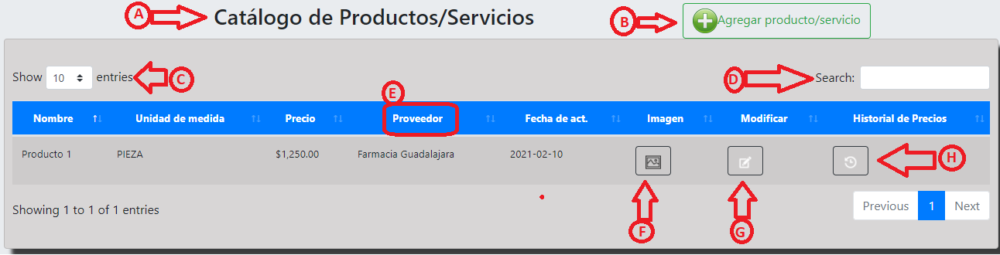 A Catálogo de Productos/Servicios B Agregar producto/servicio
Show 10 entries C D Search:
E
Nombre Unidad de medida Precio Proveedor Fecha de act. Imagen Modificar Historial de Precios
Producto 1 PIEZA $1,250.00 Farmacia Guadalajara 2021-02-10 H
Showing 1 to 1 of 1 entries Previous 1 Next
F G